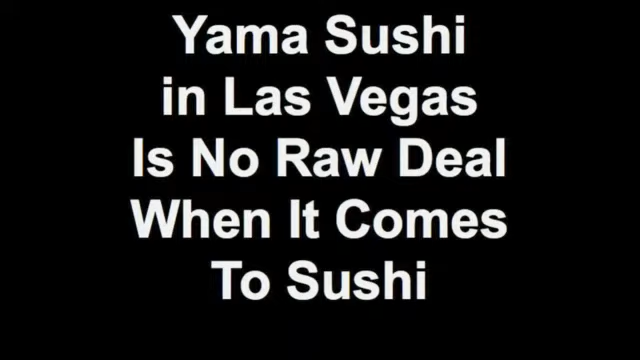 Yama Sushi
in Las Vegas
Is No Raw Deal
When It Comes
To Sushi